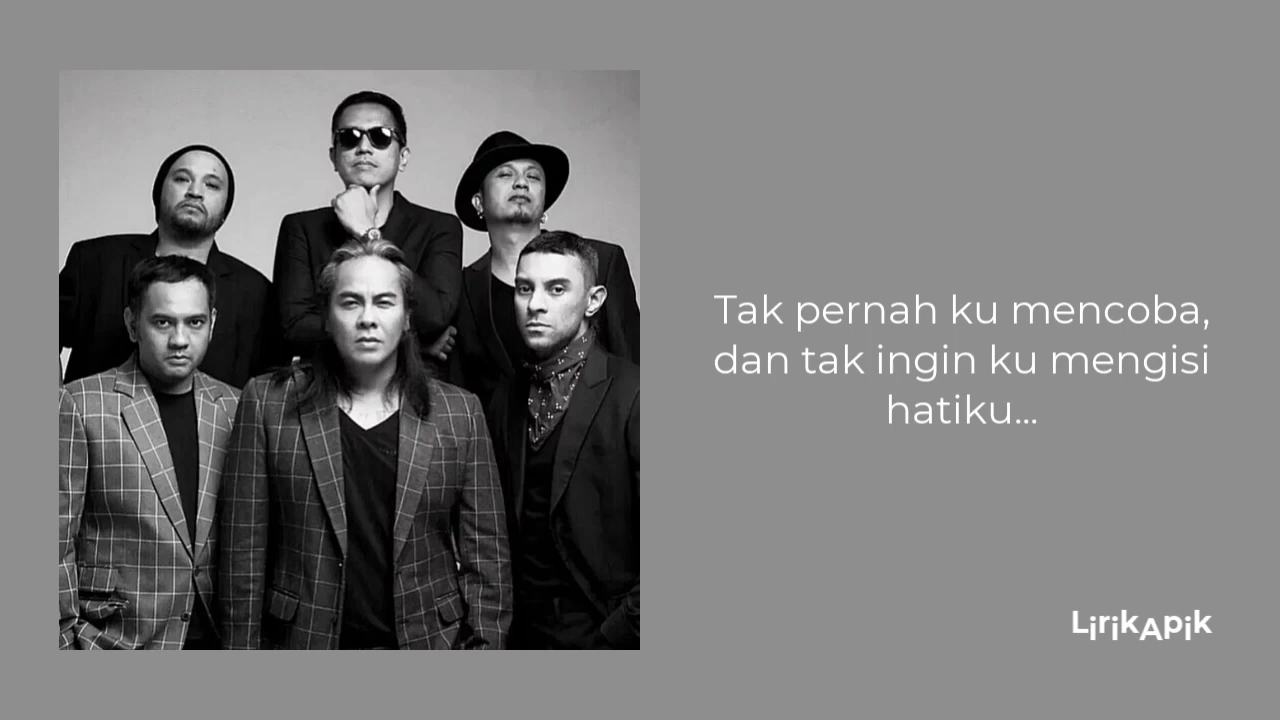 Tak pernah ku mencoba,
dan tak ingin ku mengisi
hatiku...
LirikApik